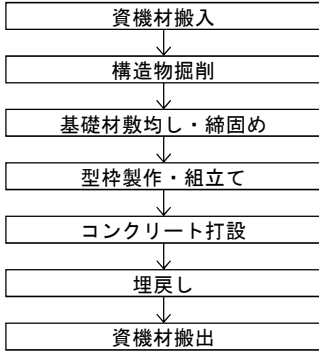 資機材搬入
構造物掘削
基礎材敷均し・締固め
型枠製作・組立て
コンクリート打設
埋戻し
資機材搬出